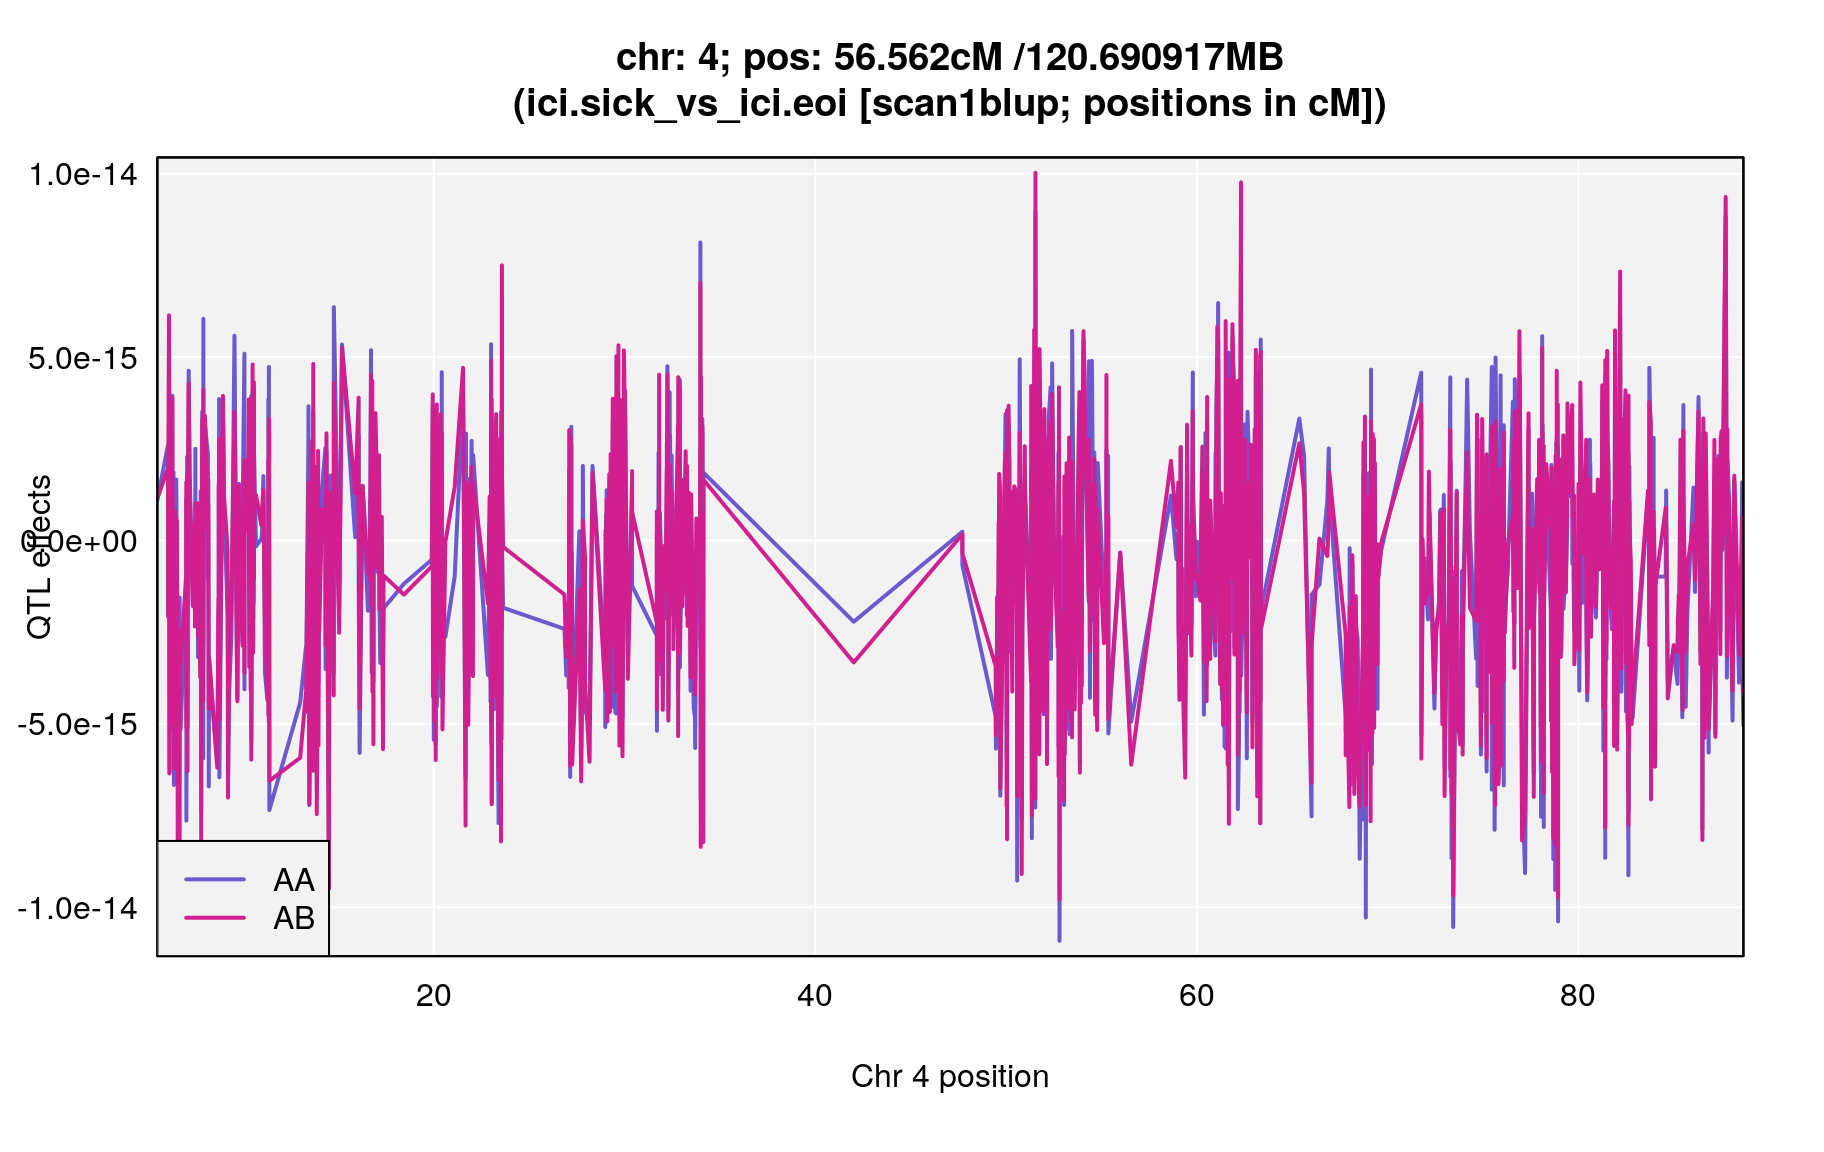 chr: 4; pos: 56.562cM /120.690917MB
(ici.sick_vs_ici.eoi [scan1blup; positions in cM])
QTL effects
1.0e-14
5.0e-15
0.0e+00
-5.0e-15
-1.0e-14
AA
AB
20 40 60 80
Chr 4 position